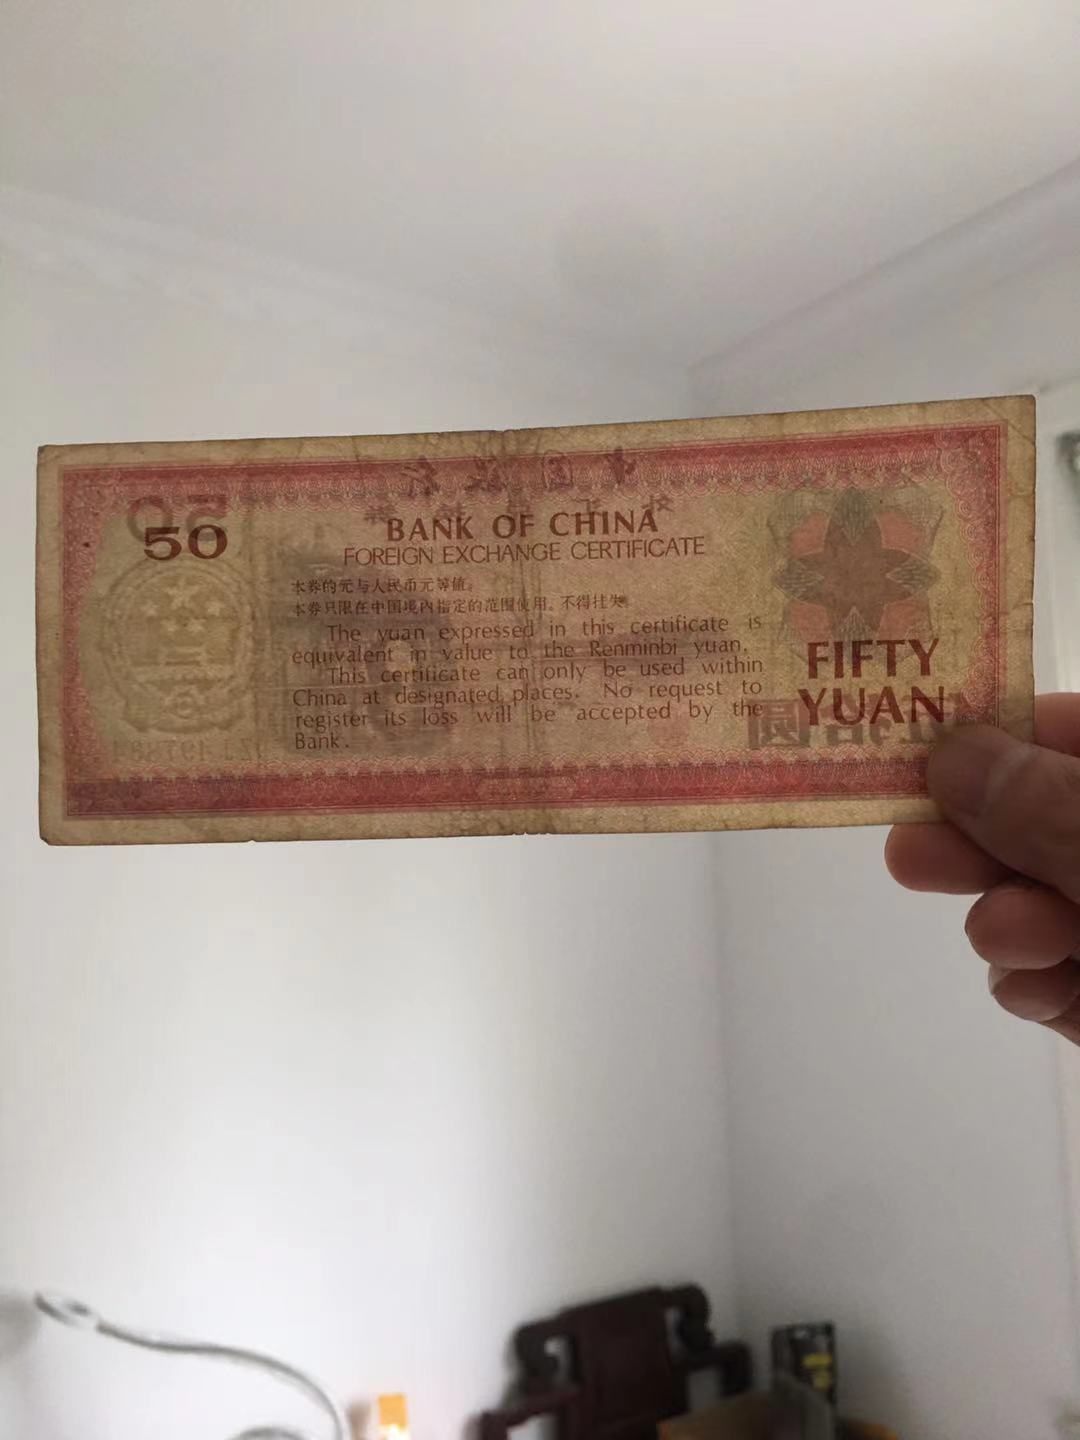 50
BANK OF CHINA
FOREIGN EXCHANGE CERTIFICATE
本券的元与人民币元等值。
本券只限在中国境内指定的范围使用。不得挂失。
The yuan expressed in this certificate is
equivalent in value to the Renminbi yuan.
This certificate can only be used within
China at designated places. No request to
register its loss will be accepted by the
Bank.
FIFTY
YUAN